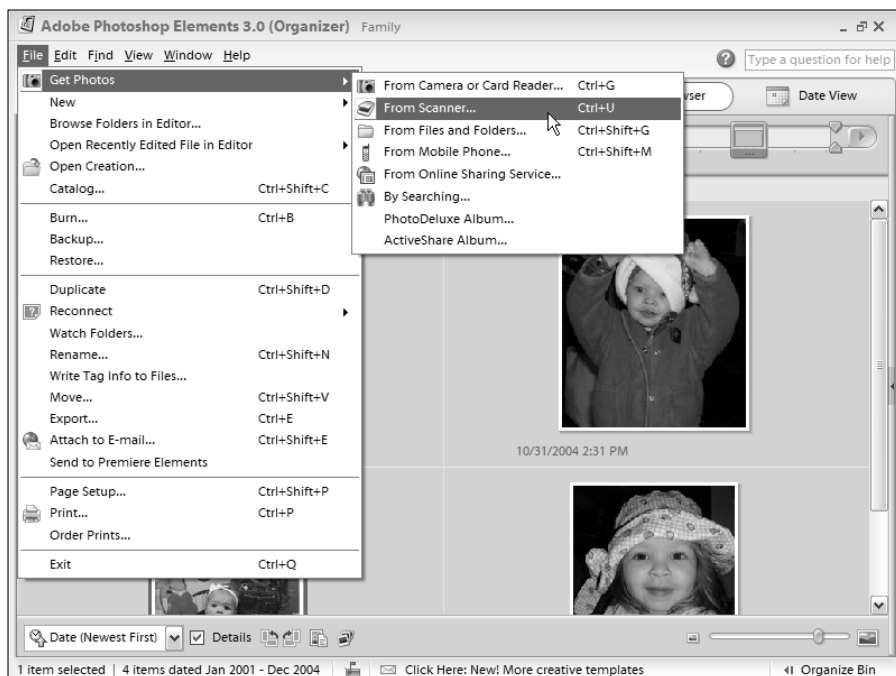 Adobe Photoshop Elements 3.0 (Organizer) Family
File Edit Find View Window Help
Type a question for help
Get Photos
New
Browse Folders in Editor...
Open Recently Edited File in Editor
Open Creation...
Catalog... Ctrl+Shift+C
Burn... Ctrl+B
Backup...
Restore...
Duplicate Ctrl+Shift+D
Reconnect
Watch Folders...
Rename... Ctrl+Shift+N
Write Tag Info to Files...
Move... Ctrl+Shift+V
Export... Ctrl+E
Attach to E-mail... Ctrl+Shift+E
Send to Premiere Elements
Page Setup... Ctrl+Shift+P
Print... Ctrl+P
Order Prints...
Exit Ctrl+Q
From Camera or Card Reader... Ctrl+G
From Scanner... Ctrl+U
From Files and Folders... Ctrl+Shift+G
From Mobile Phone... Ctrl+Shift+M
From Online Sharing Service...
By Searching...
PhotoDeluxe Album...
ActiveShare Album...
wser
Date View
10/31/2004 2:31 PM
Date (Newest First) Details
1 item selected 4 items dated Jan 2001 - Dec 2004 Click Here: New! More creative templates Organize Bin